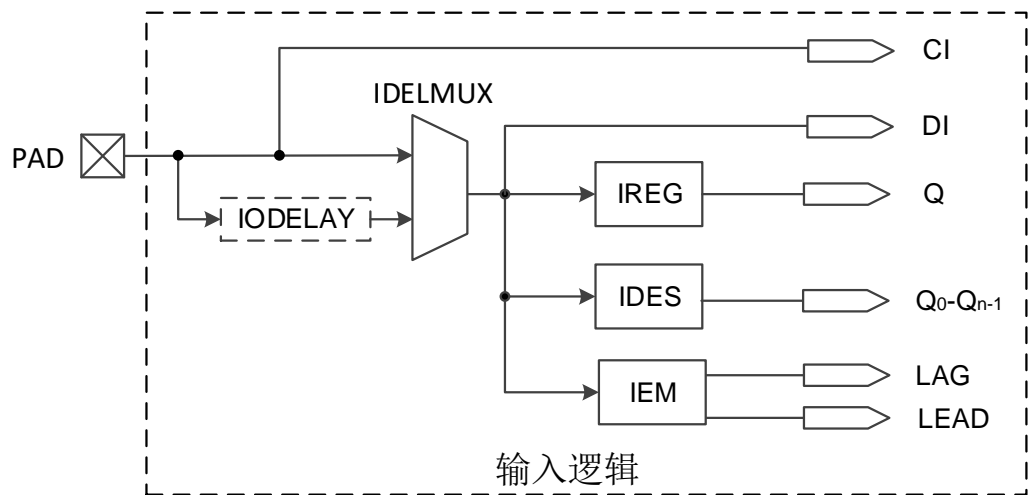 CI
IDELMUX
DI
PAD
IREG
Q
IODELAY
IDES
Q0-Qn-1
IEM
LAG
LEAD
输入逻辑